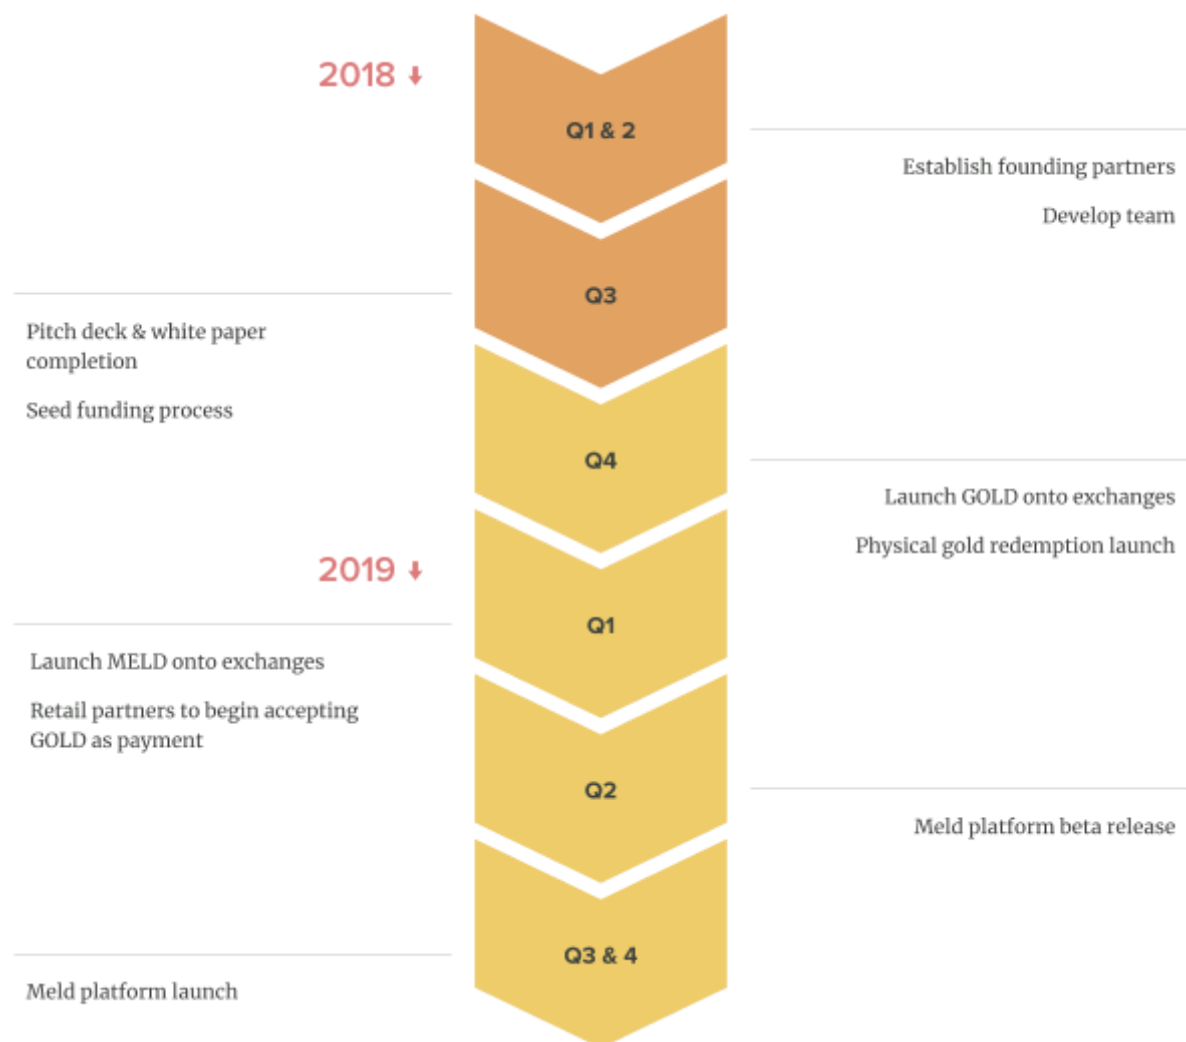 2018 ↓
Q1 & 2
Establish founding partners
Develop team
Q3
Pitch deck & white paper
completion
Seed funding process
Q4
Launch GOLD onto exchanges
Physical gold redemption launch
2019 ↓
Q1
Launch MELD onto exchanges
Retail partners to begin accepting
GOLD as payment
Q2
Meld platform beta release
Q3 & 4
Meld platform launch